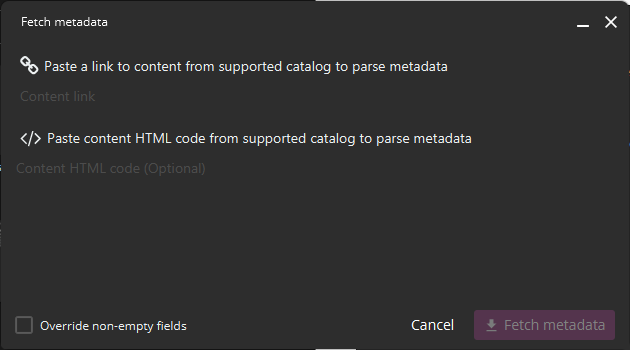 Fetch metadata
Paste a link to content from supported catalog to parse metadata
Content link
</> Paste content HTML code from supported catalog to parse metadata
Content HTML code (Optional)
Override non-empty fields
Cancel
Fetch metadata